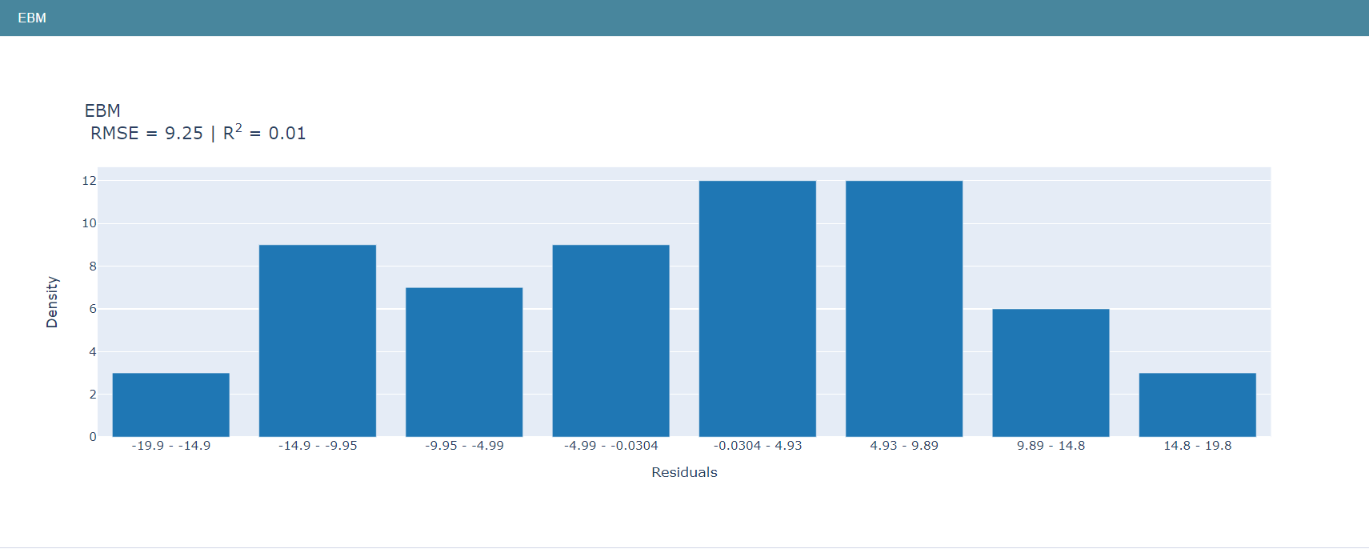 EBM
EBM
RMSE = 9.25 | R² = 0.01
12
10
8
6
4
2
0
Density
-19.9 - -14.9
-14.9 - -9.95
-9.95 - -4.99
-4.99 - -0.0304
-0.0304 - 4.93
4.93 - 9.89
9.89 - 14.8
14.8 - 19.8
Residuals